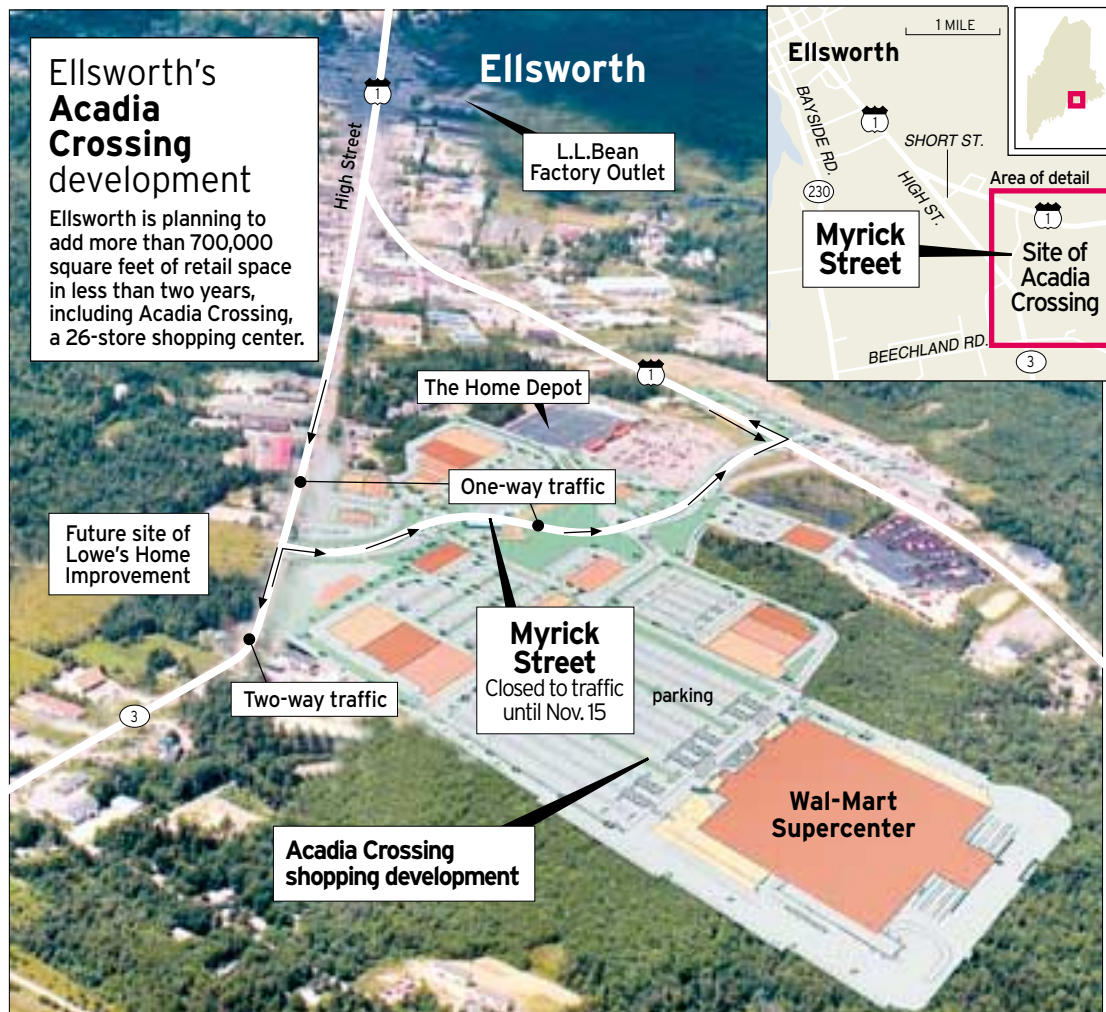 Ellsworth's
Acadia
Crossing
development
Ellsworth is planning to
add more than 700,000
square feet of retail space
in less than two years,
including Acadia Crossing,
a 26-store shopping center.
Ellsworth
1
High Street
L.L.Bean
Factory Outlet
1 MILE
Ellsworth
BAYSIDE RD.
1
SHORT ST.
HIGH ST.
230
Area of detail
1
Myrick
Street
Site of
Acadia
Crossing
BEECHLAND RD.
3
1
The Home Depot
One-way traffic
Future site of
Lowe's Home
Improvement
Myrick
Street
Closed to traffic
until Nov. 15
Two-way traffic
3
parking
Wal-Mart
Supercenter
Acadia Crossing
shopping development